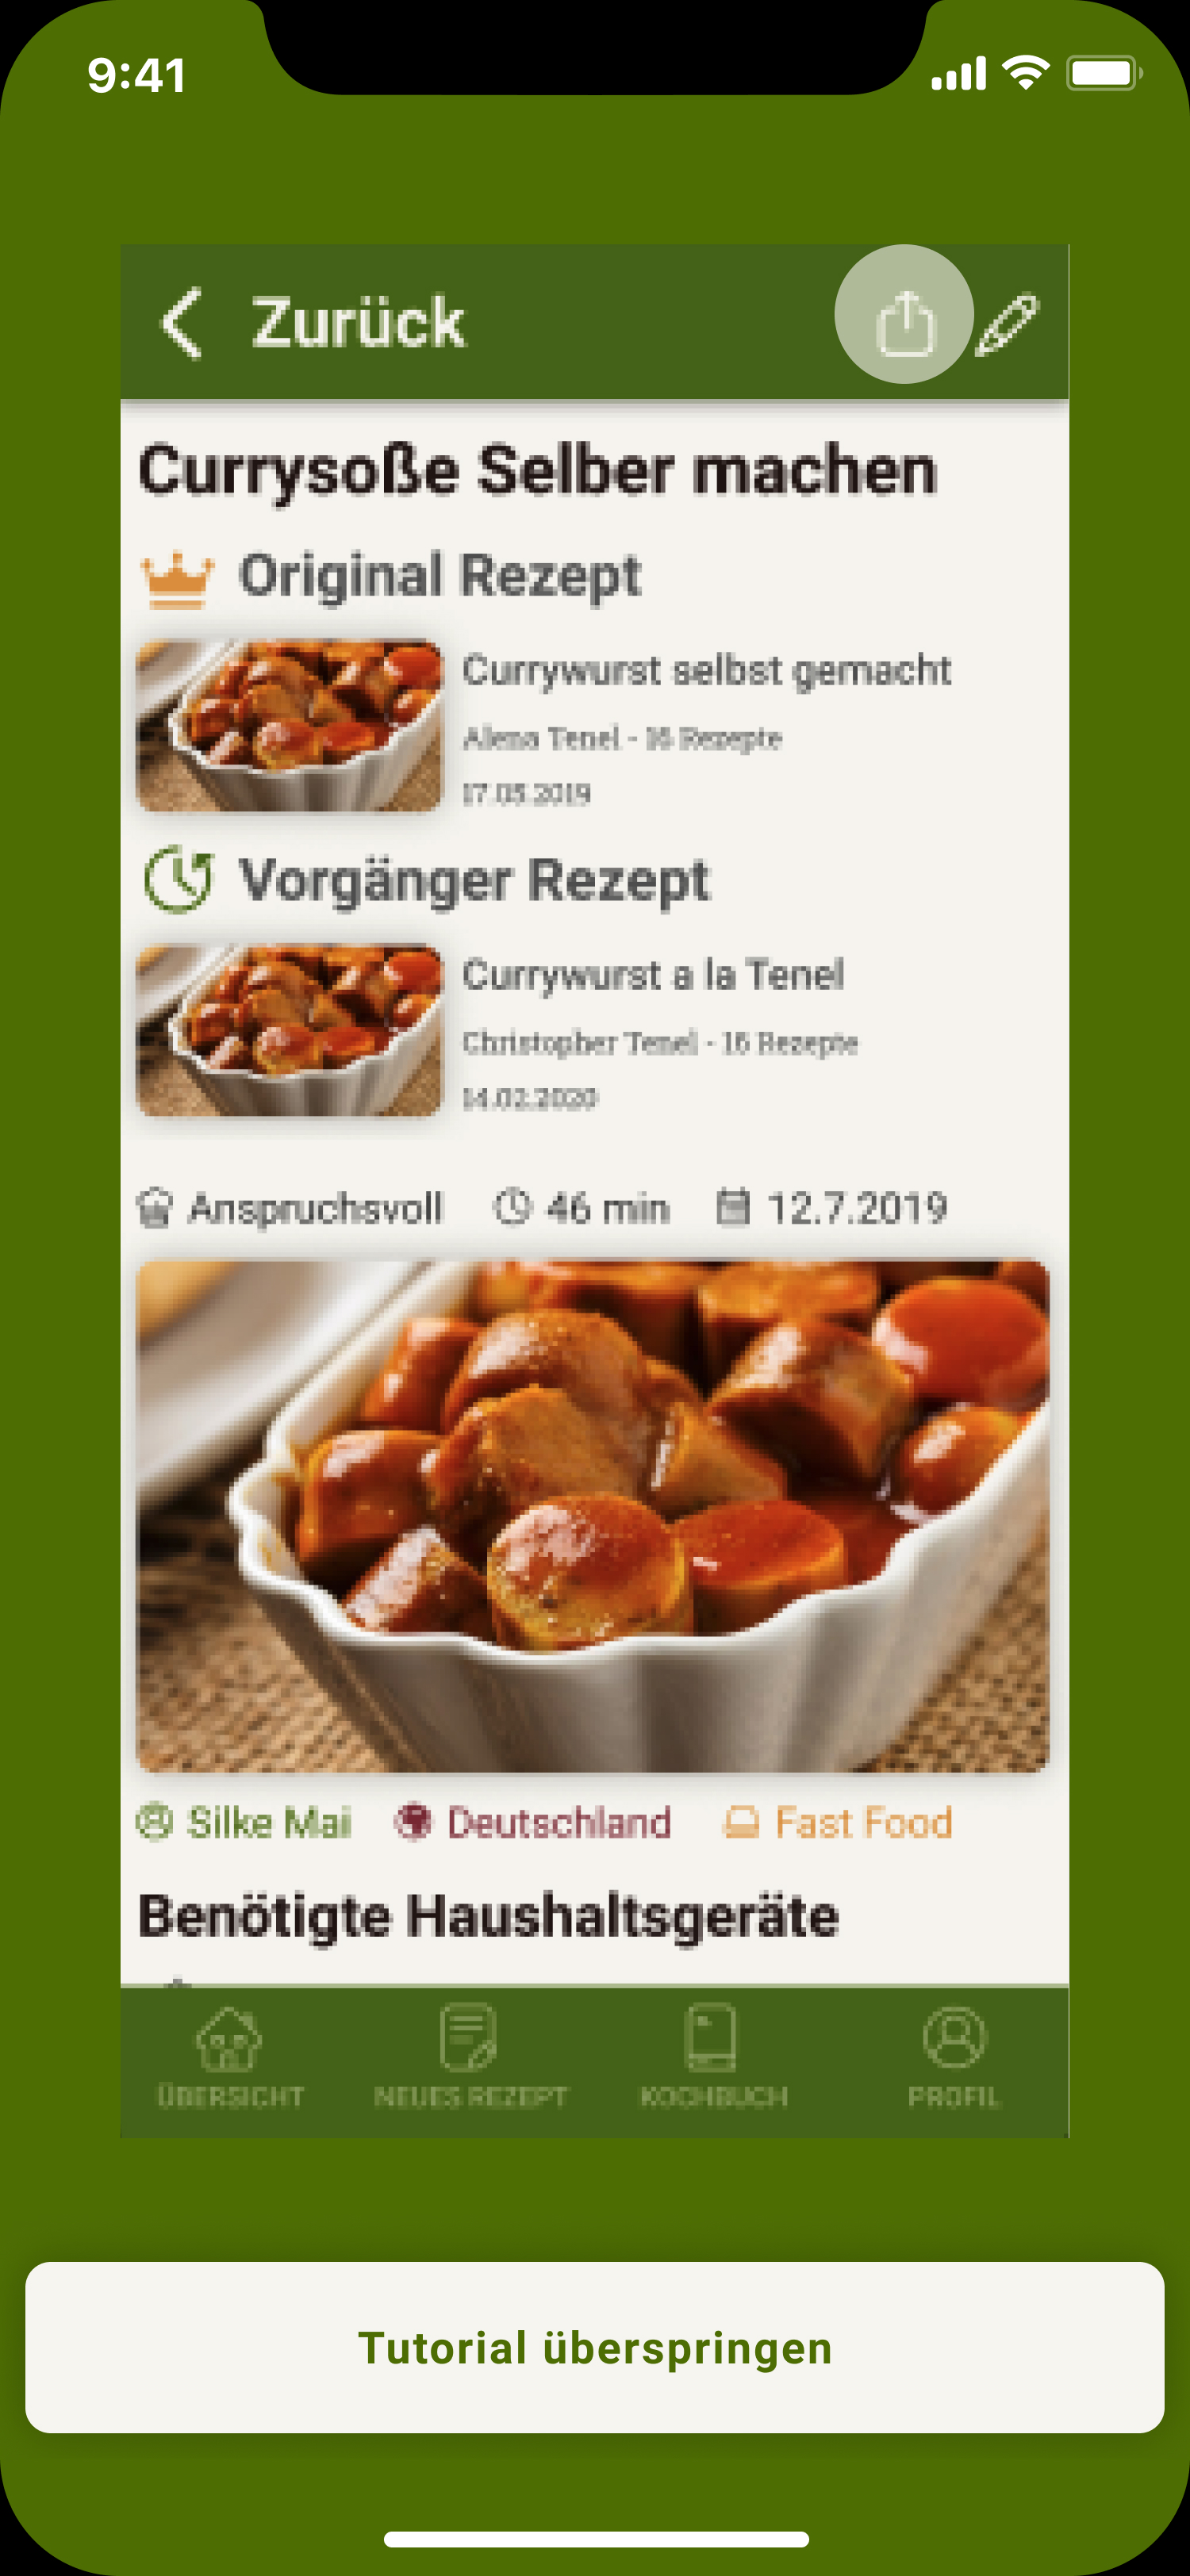 9:41
Zurück
Currysoße Selber machen
Original Rezept
Currywurst selbst gemacht
Alena Tenel - 16 Rezepte
17.05.2019
Vorgänger Rezept
Currywurst a la Tenel
Christopher Tenel - 16 Rezepte
14.02.2020
Anspruchsvoll 46 min 12.7.2019
Silke Mai Deutschland Fast Food
Benötigte Haushaltsgeräte
ÜBERSICHT NEUES REZEPT KOCHBUCH PROFIL
Tutorial überspringen